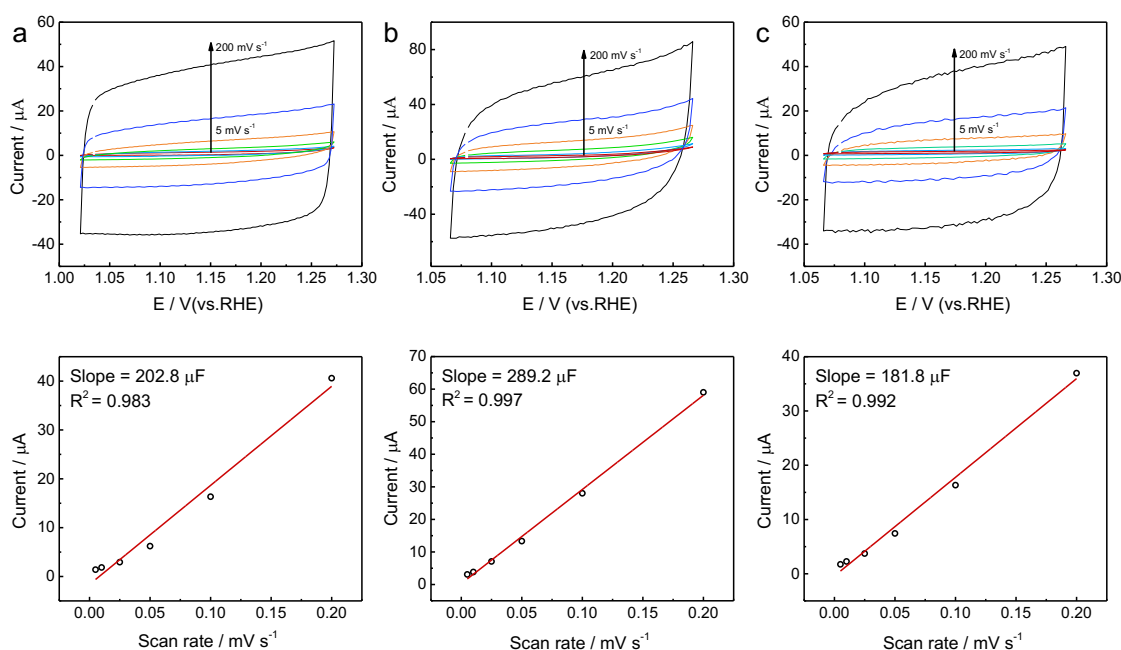 a
60
40
20
0
-20
-40
Current / μA
200 mV s⁻¹
5 mV s⁻¹
1.00 1.05 1.10 1.15 1.20 1.25 1.30
E / V(vs.RHE)
b
80
40
0
-40
Current / μA
200 mV s⁻¹
5 mV s⁻¹
1.05 1.10 1.15 1.20 1.25 1.30
E / V (vs.RHE)
c
60
40
20
0
-20
-40
Current / μA
200 mV s⁻¹
5 mV s⁻¹
1.05 1.10 1.15 1.20 1.25 1.30
E / V (vs.RHE)
Slope = 202.8 μF
R² = 0.983
40
30
20
10
0
Current / μA
0.00 0.05 0.10 0.15 0.20
Scan rate / mV s⁻¹
Slope = 289.2 μF
R² = 0.997
70
60
50
40
30
20
10
0
Current / μA
0.00 0.05 0.10 0.15 0.20
Scan rate / mV s⁻¹
Slope = 181.8 μF
R² = 0.992
40
30
20
10
0
Current / μA
0.00 0.05 0.10 0.15 0.20
Scan rate / mV s⁻¹